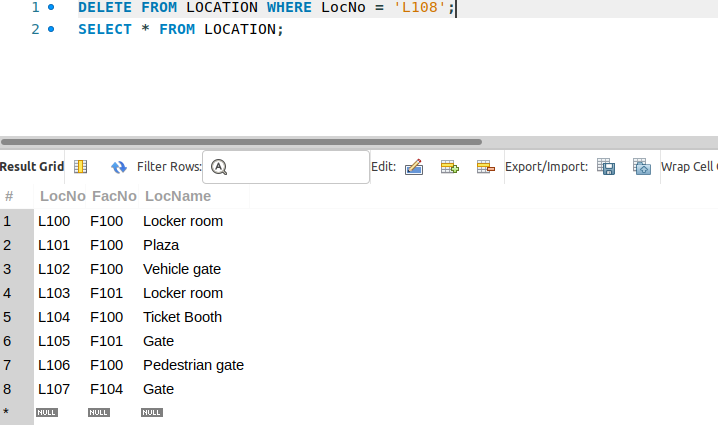 1 DELETE FROM LOCATION WHERE LocNo = 'L108';
2 SELECT * FROM LOCATION;
Result Grid Filter Rows: Edit: Export/Import: Wrap Cell
# LocNo FacNo LocName
1 L100 F100 Locker room
2 L101 F100 Plaza
3 L102 F100 Vehicle gate
4 L103 F101 Locker room
5 L104 F100 Ticket Booth
6 L105 F101 Gate
7 L106 F100 Pedestrian gate
8 L107 F104 Gate
* NULL NULL NULL